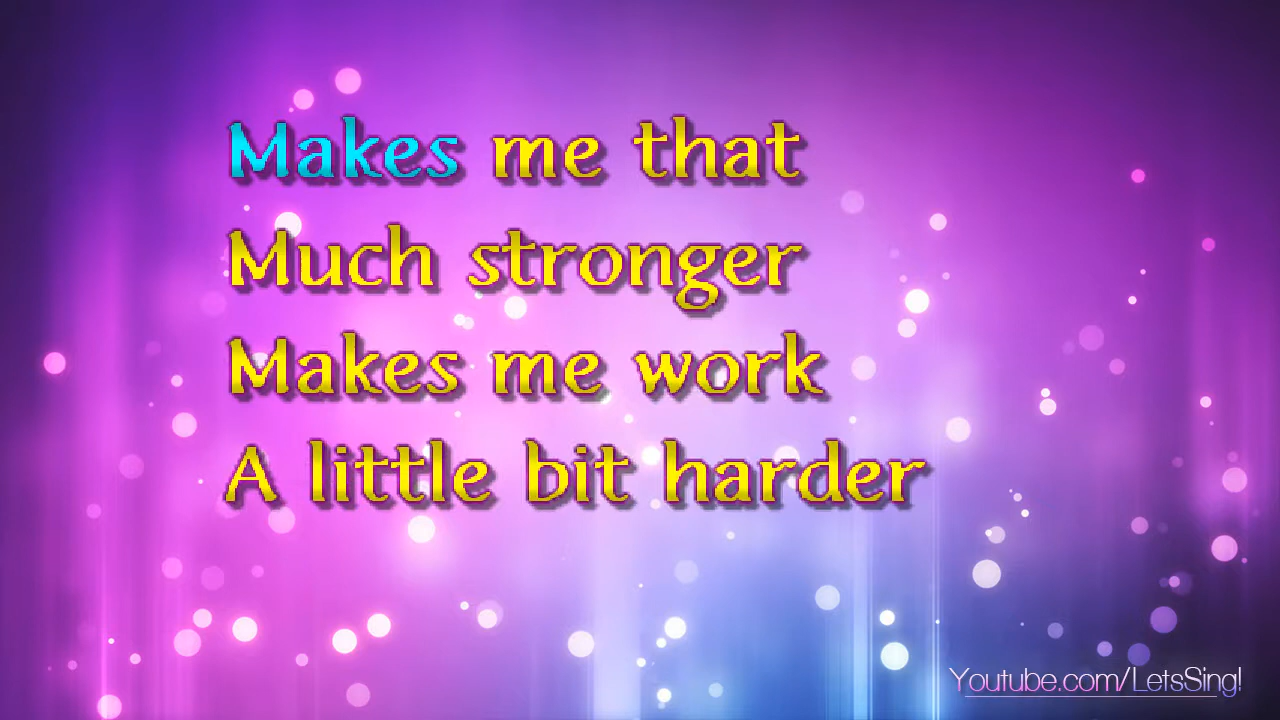 Makes me that
Much stronger
Makes me work
A little bit harder
Youtube.com/LetsSing!